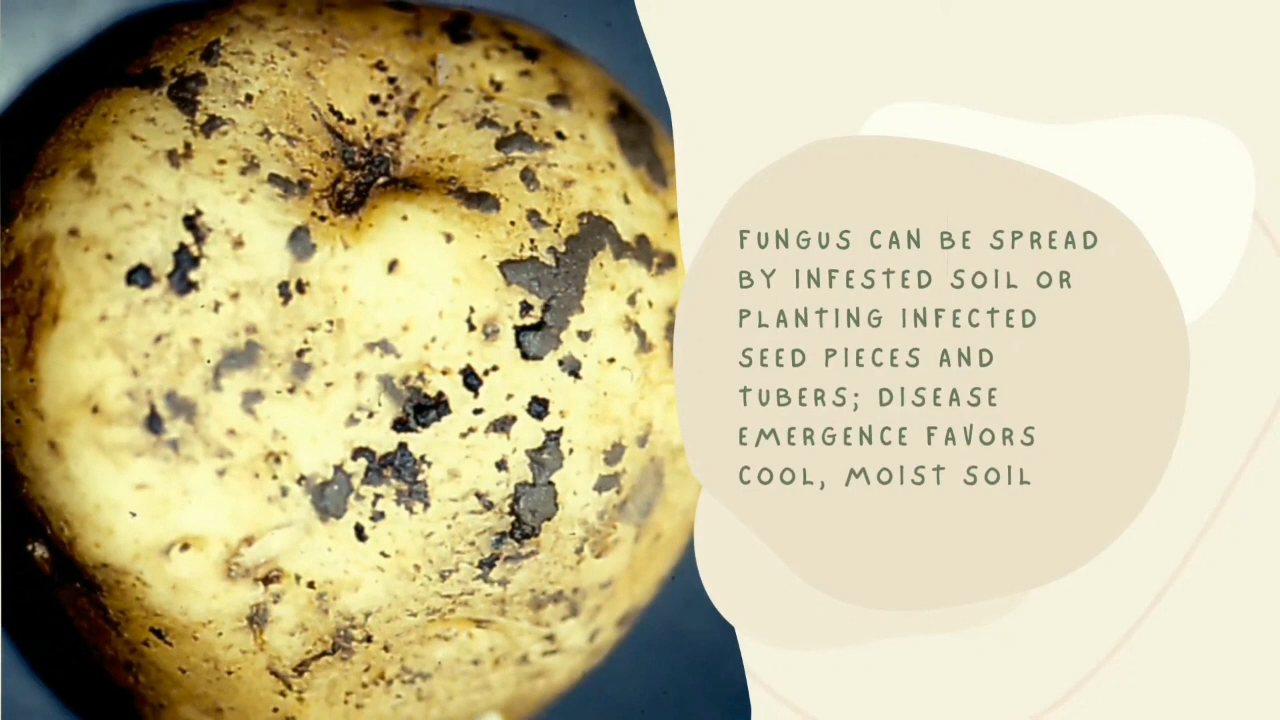 FUNGUS CAN BE SPREAD
BY INFESTED SOIL OR
PLANTING INFECTED
SEED PIECES AND
TUBERS; DISEASE
EMERGENCE FAVORS
COOL, MOIST SOIL